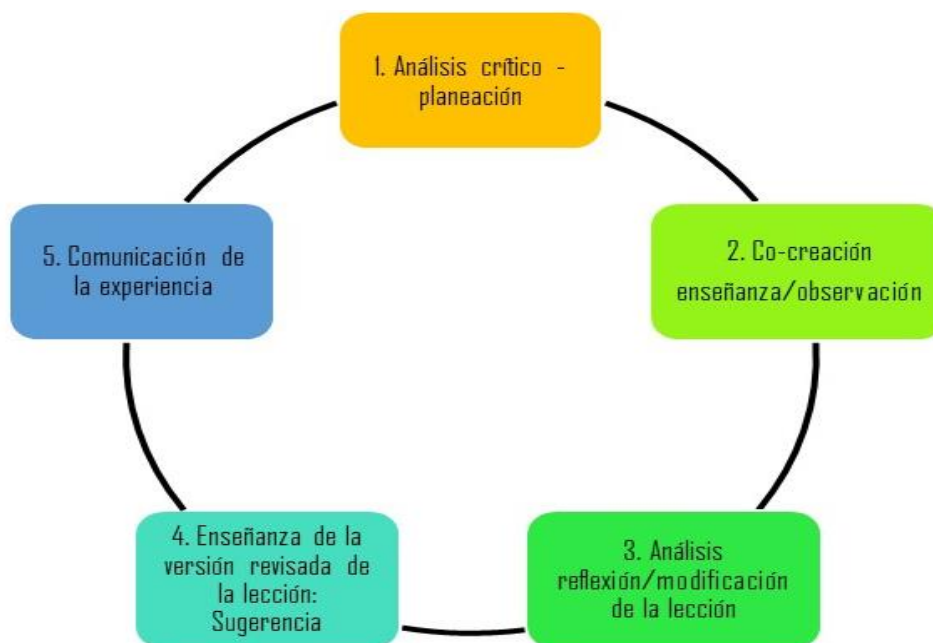 1. Análisis crítico -
planeación
2. Co-creación
enseñanza/observación
3. Análisis
reflexión/modificación
de la lección
4. Enseñanza de la
versión revisada de
la lección:
Sugerencia
5. Comunicación de
la experiencia